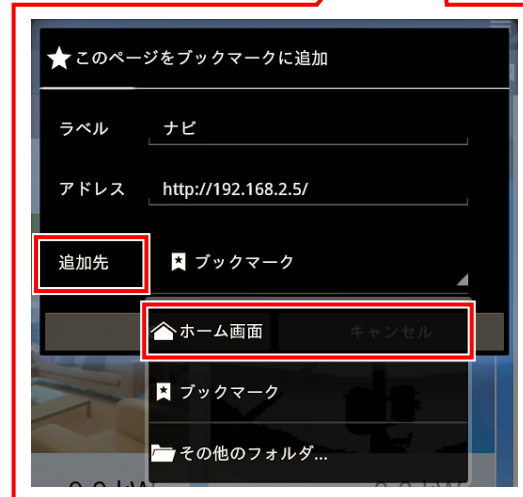 このページをブックマークに追加
ラベル ナビ
アドレス http://192.168.2.5/
追加先 ブックマーク
ホーム画面 キャンセル
ブックマーク
その他のフォルダ...